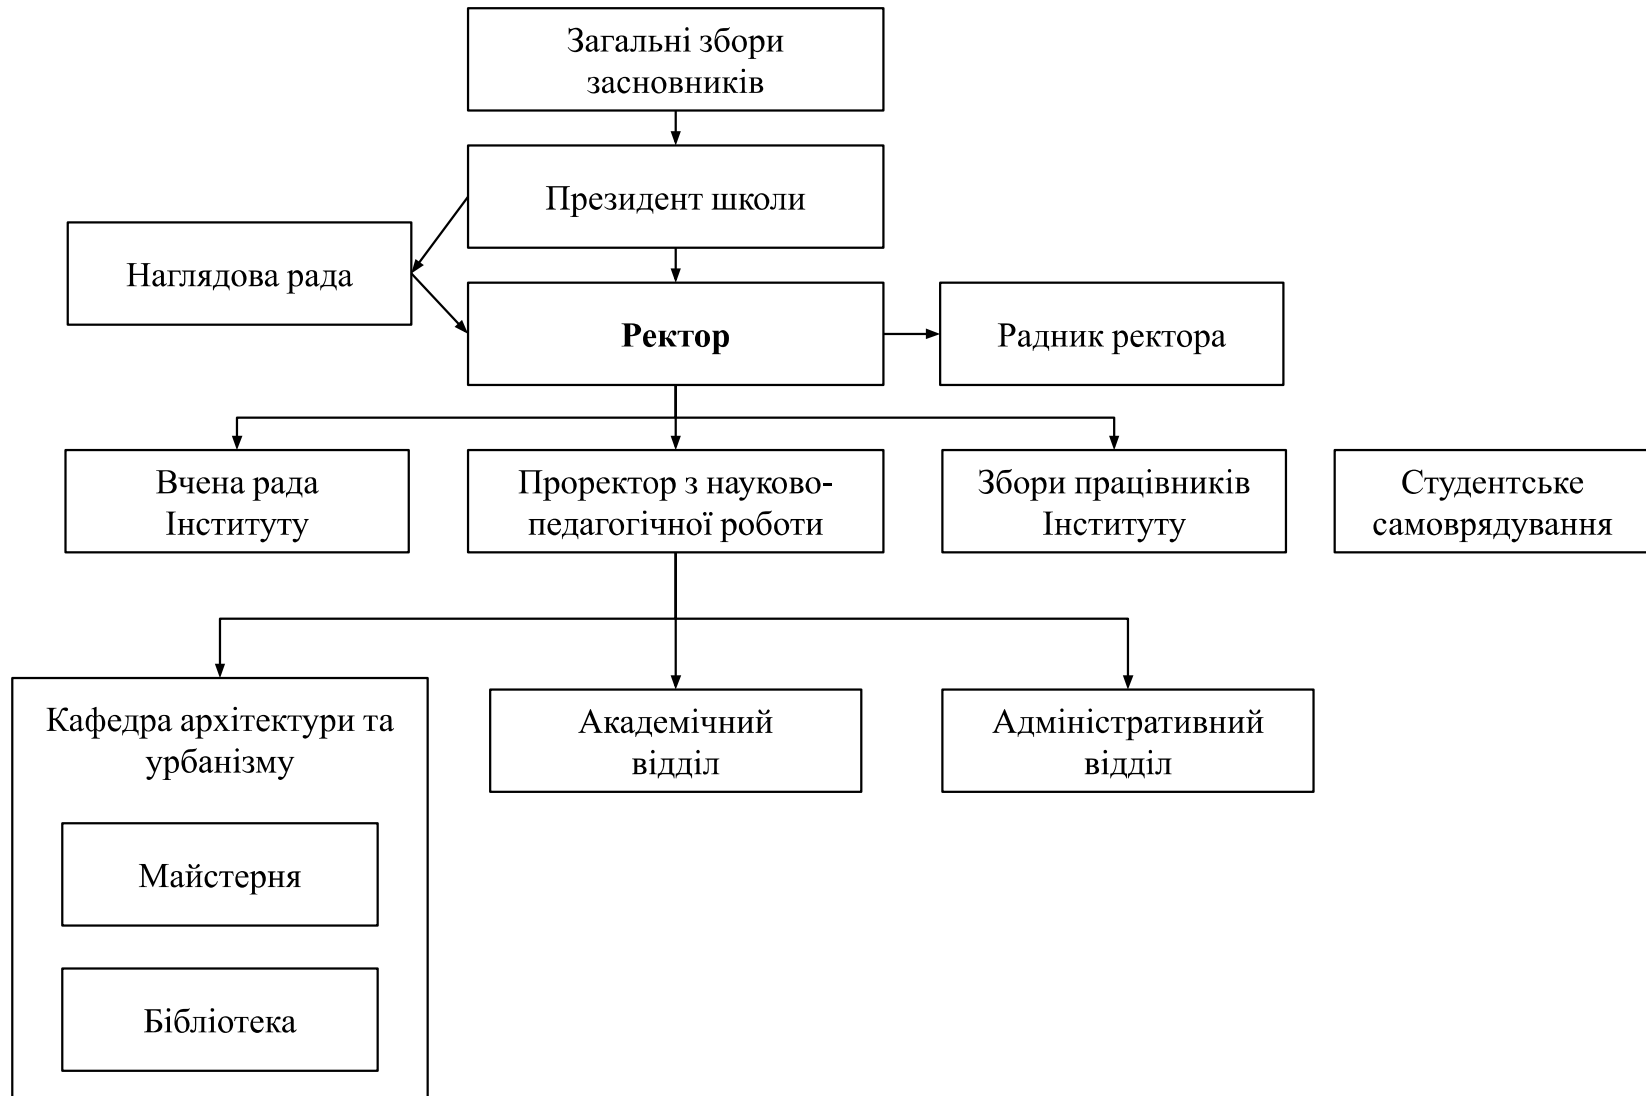 Загальні збори
засновників
Президент школи
Наглядова рада
Ректор
Радник ректора
Вчена рада
Інституту
Проректор з науково-
педагогічної роботи
Збори працівників
Інституту
Студентське
самоврядування
Кафедра архітектури та
урбанізму
Академічний
відділ
Адміністративний
відділ
Майстерня
Бібліотека